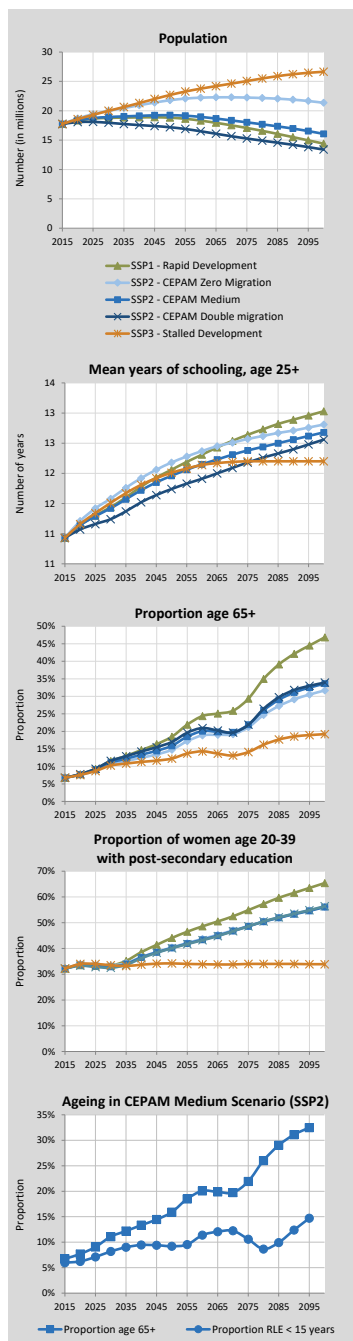 Population
Number (in millions)
30
25
20
15
10
5
0
2015 2025 2035 2045 2055 2065 2075 2085 2095
SSP1 - Rapid Development
SSP2 - CEPAM Zero Migration
SSP2 - CEPAM Medium
SSP2 - CEPAM Double migration
SSP3 - Stalled Development
Mean years of schooling, age 25+
Number of years
14
13
13
12
12
11
11
2015 2025 2035 2045 2055 2065 2075 2085 2095
Proportion age 65+
Proportion
50%
45%
40%
35%
30%
25%
20%
15%
10%
5%
0%
2015 2025 2035 2045 2055 2065 2075 2085 2095
Proportion of women age 20-39
with post-secondary education
Proportion
70%
60%
50%
40%
30%
20%
10%
0%
2015 2025 2035 2045 2055 2065 2075 2085 2095
Ageing in CEPAM Medium Scenario (SSP2)
Proportion
35%
30%
25%
20%
15%
10%
5%
0%
2015 2025 2035 2045 2055 2065 2075 2085 2095
Proportion age 65+ Proportion RLE < 15 years